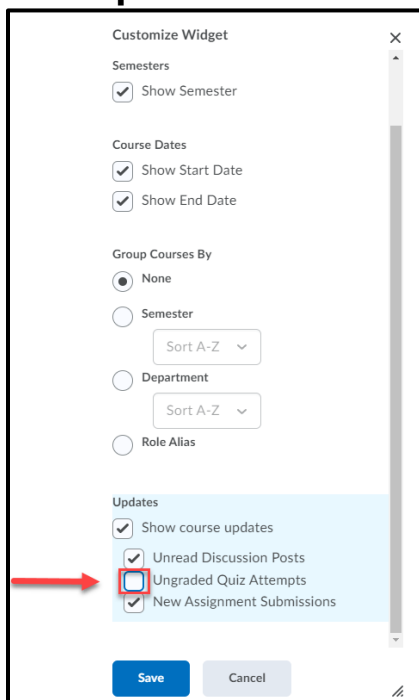 Customize Widget
Semesters
Show Semester
Course Dates
Show Start Date
Show End Date
Group Courses By
None
Semester
Sort A-Z
Department
Sort A-Z
Role Alias
Updates
Show course updates
Unread Discussion Posts
Ungraded Quiz Attempts
New Assignment Submissions
Save Cancel